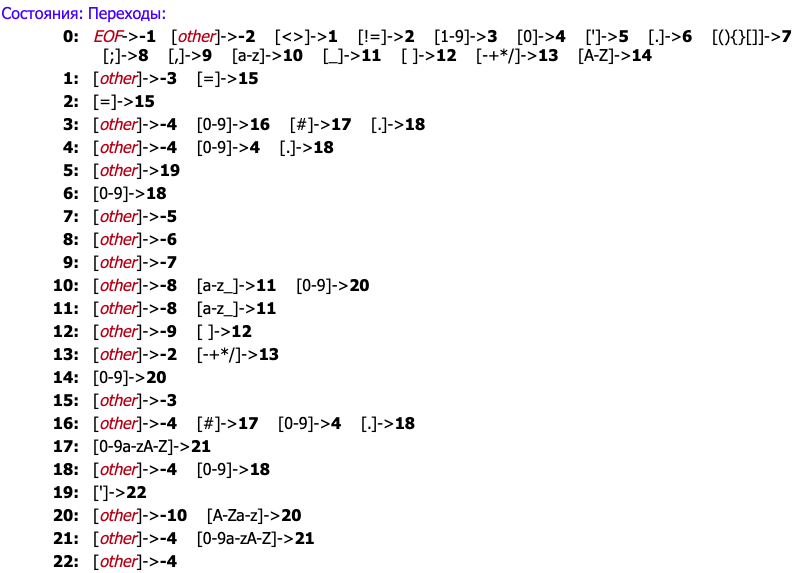 Состояния: Переходы:
0: EOF->-1 [other]->-2 [<>]->1 [!=]->2 [1-9]->3 [0]->4 [']->5 [.]->6 [(){}[]]->7
[;]->8 [,]->9 [a-z]->10 [_]->11 [ ]->12 [-+*/]->13 [A-Z]->14
1: [other]->-3 [=]->15
2: [=]->15
3: [other]->-4 [0-9]->16 [#]->17 [.]->18
4: [other]->-4 [0-9]->4 [.]->18
5: [other]->19
6: [0-9]->18
7: [other]->-5
8: [other]->-6
9: [other]->-7
10: [other]->-8 [a-z_]->11 [0-9]->20
11: [other]->-8 [a-z_]->11
12: [other]->-9 [ ]->12
13: [other]->-2 [-+*/]->13
14: [0-9]->20
15: [other]->-3
16: [other]->-4 [#]->17 [0-9]->4 [.]->18
17: [0-9a-zA-Z]->21
18: [other]->-4 [0-9]->18
19: [']->22
20: [other]->-10 [A-Za-z]->20
21: [other]->-4 [0-9a-zA-Z]->21
22: [other]->-4